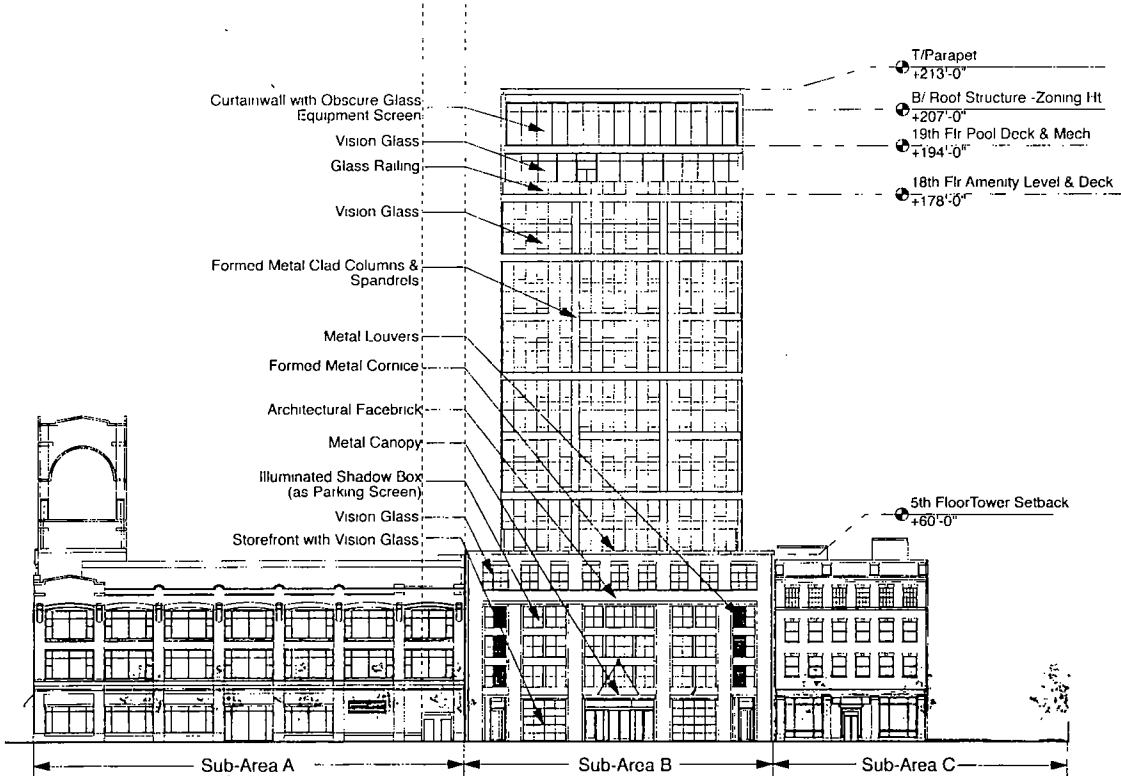 T/Parapet
+213'-0"
B/ Roof Structure -Zoning Ht
+207'-0"
19th Flr Pool Deck & Mech
+194'-0"
18th Flr Amenity Level & Deck
+178'-0"
Curtainwall with Obscure Glass
Equipment Screen
Vision Glass
Glass Railing
Vision Glass
Formed Metal Clad Columns &
Spandrels
Metal Louvers
Formed Metal Cornice
Architectural Facebrick
Metal Canopy
Illuminated Shadow Box
(as Parking Screen)
Vision Glass
Storefront with Vision Glass
5th FloorTower Setback
+60'-0"
Sub-Area A
Sub-Area B
Sub-Area C